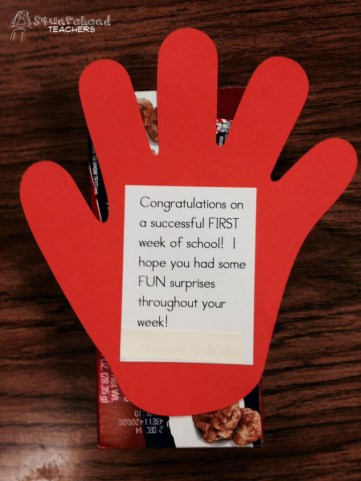 Squarehead
TEACHERS
Congratulations on
a successful FIRST
week of school! I
hope you had some
FUN surprises
throughout your
week!